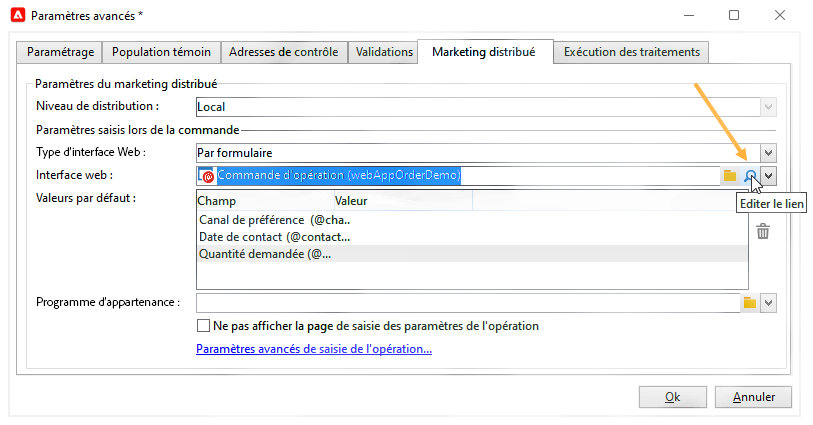 Paramètres avancés *
Paramétrage Population témoin Adresses de contrôle Validations Marketing distribué Exécution des traitements
Paramètres du marketing distribué
Niveau de distribution : Local
Paramètres saisis lors de la commande
Type d'interface Web : Par formulaire
Interface web : Commande d'opération (webAppOrderDemo)
Editer le lien
Valeurs par défaut : Champ Valeur
Canal de préférence (@cha..
Date de contact (@contact...
Quantité demandée (@...
Programme d'appartenance :
Ne pas afficher la page de saisie des paramètres de l'opération
Paramètres avancés de saisie de l'opération...
Ok Annuler